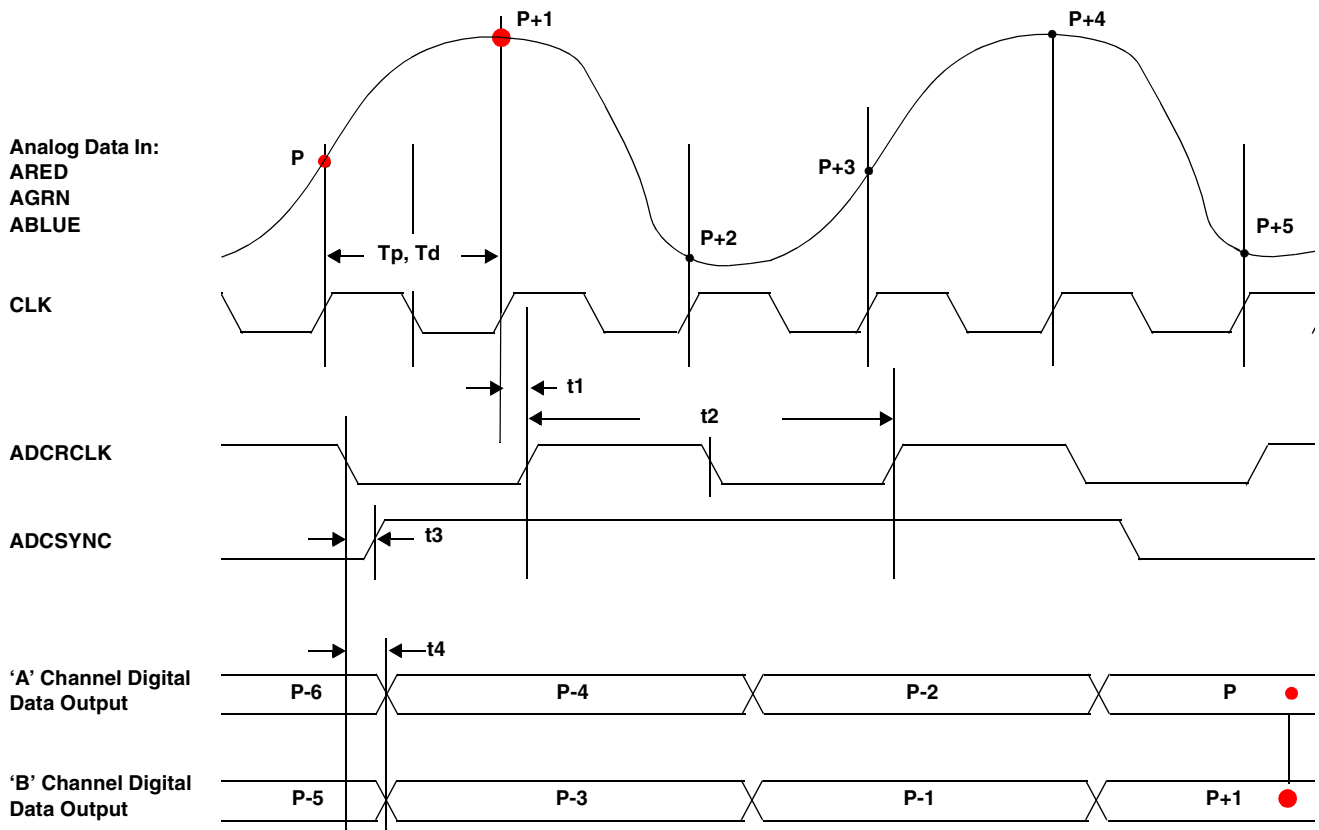 P+1
P+4
Analog Data In:
ARED
AGRN
ABLUE
P
P+3
P+2
P+5
Tp, Td
CLK
t1
t2
ADCRCLK
ADCSYNC
t3
t4
‘A’ Channel Digital
Data Output
P-6
P-4
P-2
P
‘B’ Channel Digital
Data Output
P-5
P-3
P-1
P+1